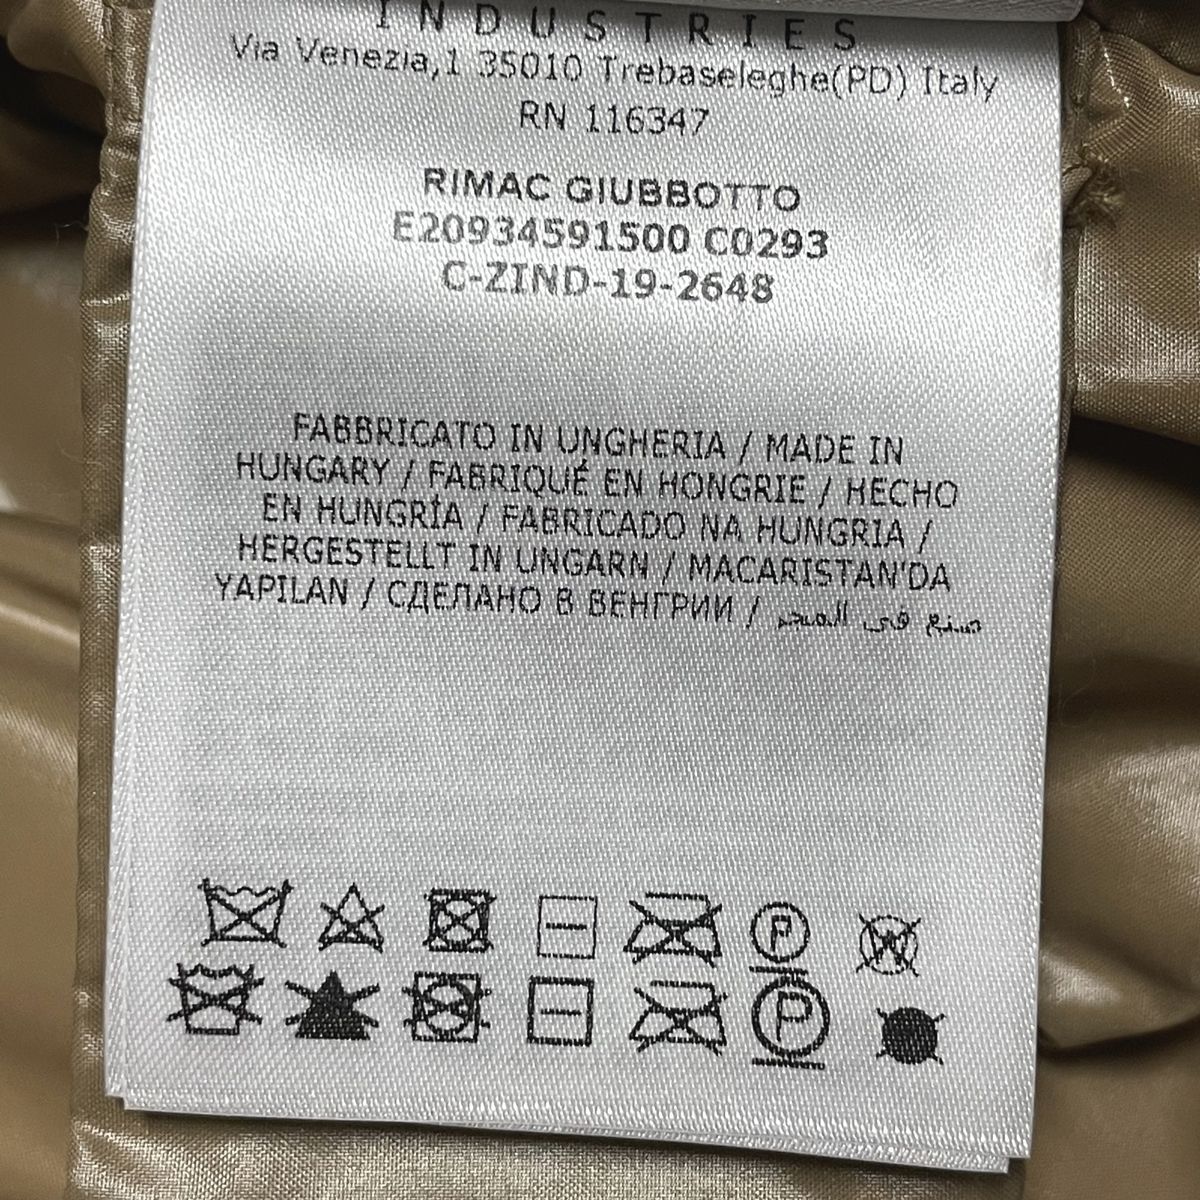 INDUSTRIES
Via Venezia,1 35010 Trebaseleghe(PD) Italy
RN 116347
RIMAC GIUBBOTTO
E20934591500 C0293
C-ZIND-19-2648
FABBRICATO IN UNGHERIA / MADE IN
HUNGARY / FABRIQUÉ EN HONGRIE / HECHO
EN HUNGRÍA / FABRICADO NA HUNGRIA /
HERGESTELLT IN UNGARN / MACARISTAN'DA
YAPILAN / СДЕЛАНО В ВЕНГРИИ / صنع في المجر
P W
P